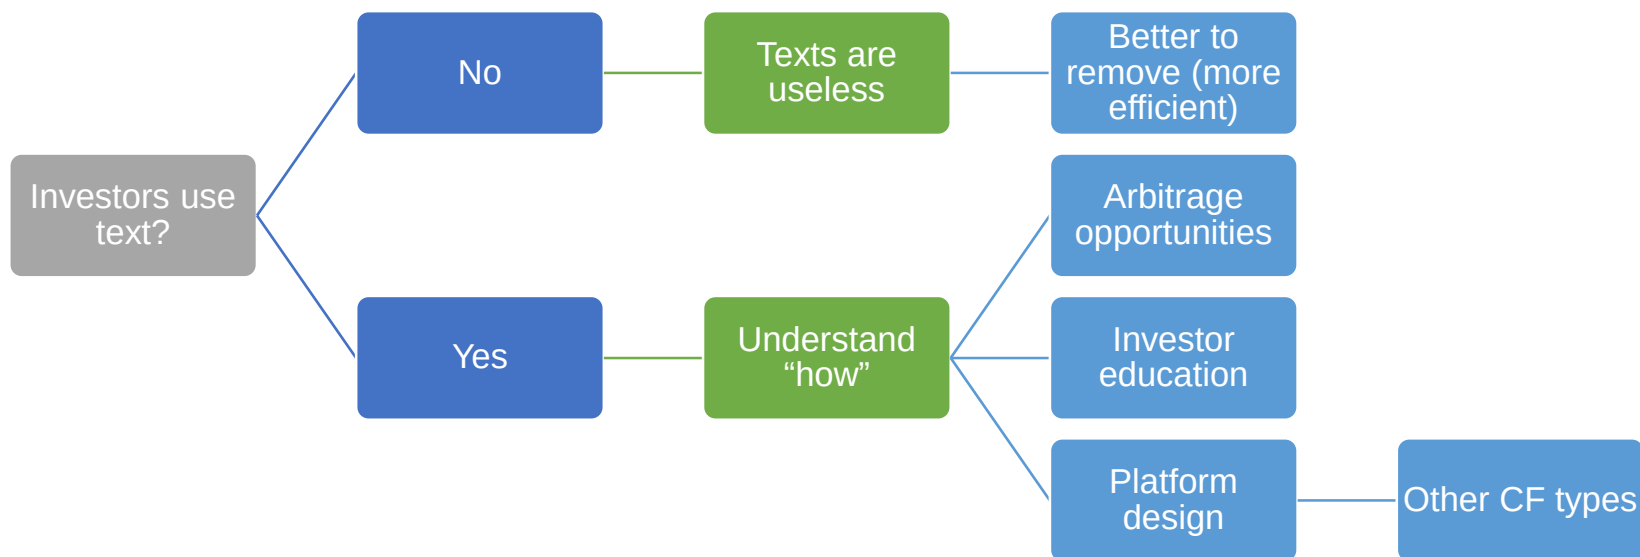 No
Texts are
useless
Better to
remove (more
efficient)
Investors use
text?
Arbitrage
opportunities
Yes
Understand
“how”
Investor
education
Platform
design
Other CF types